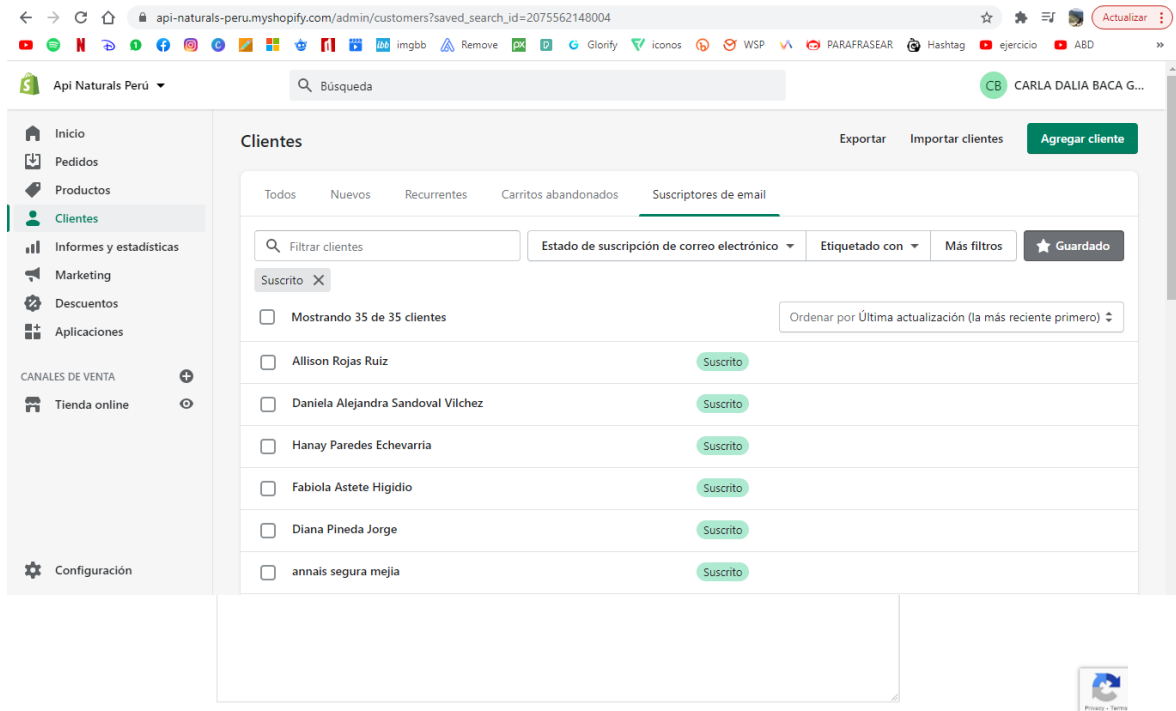 api-naturals-peru.myshopify.com/admin/customers?saved_search_id=2075562148004
Actualizar
imgbb Remove Glorify iconos WSP PARAFRASEAR Hashtag ejercicio ABD »
Api Naturals Perú
Búsqueda
CB CARLA DALIA BACA G...
Inicio
Pedidos
Productos
Clientes
Informes y estadísticas
Marketing
Descuentos
Aplicaciones
CANALES DE VENTA
Tienda online
Configuración
Clientes
Exportar Importar clientes Agregar cliente
Todos Nuevos Recurrentes Carritos abandonados Suscriptores de email
Filtrar clientes Estado de suscripción de correo electrónico Etiquetado con Más filtros Guardado
Suscrito
Mostrando 35 de 35 clientes Ordenar por Última actualización (la más reciente primero)
Allison Rojas Ruiz Suscrito
Daniela Alejandra Sandoval Vilchez Suscrito
Hanay Paredes Echevarria Suscrito
Fabiola Astete Higidio Suscrito
Diana Pineda Jorge Suscrito
annais segura mejia Suscrito
Privacy - Terms